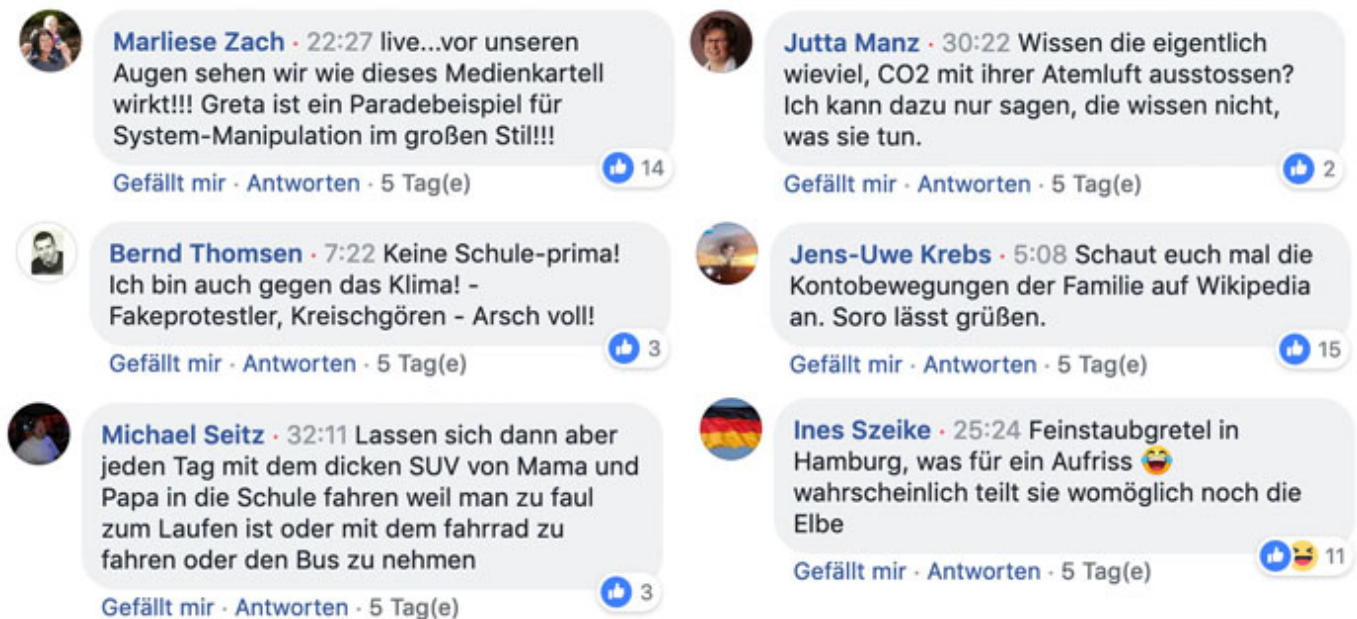 Marliese Zach · 22:27 live...vor unseren
Augen sehen wir wie dieses Medienkartell
wirkt!!! Greta ist ein Paradebeispiel für
System-Manipulation im großen Stil!!!
14
Gefällt mir · Antworten · 5 Tag(e)
Bernd Thomsen · 7:22 Keine Schule-prima!
Ich bin auch gegen das Klima! -
Fakeprotestler, Kreischgören - Arsch voll!
3
Gefällt mir · Antworten · 5 Tag(e)
Michael Seitz · 32:11 Lassen sich dann aber
jeden Tag mit dem dicken SUV von Mama und
Papa in die Schule fahren weil man zu faul
zum Laufen ist oder mit dem fahrrad zu
fahren oder den Bus zu nehmen
3
Gefällt mir · Antworten · 5 Tag(e)
Jutta Manz · 30:22 Wissen die eigentlich
wieviel, CO2 mit ihrer Atemluft ausstossen?
Ich kann dazu nur sagen, die wissen nicht,
was sie tun.
2
Gefällt mir · Antworten · 5 Tag(e)
Jens-Uwe Krebs · 5:08 Schaut euch mal die
Kontobewegungen der Familie auf Wikipedia
an. Soro lässt grüßen.
15
Gefällt mir · Antworten · 5 Tag(e)
Ines Szeike · 25:24 Feinstaubgretel in
Hamburg, was für ein Aufriss 😂
wahrscheinlich teilt sie womöglich noch die
Elbe
11
Gefällt mir · Antworten · 5 Tag(e)